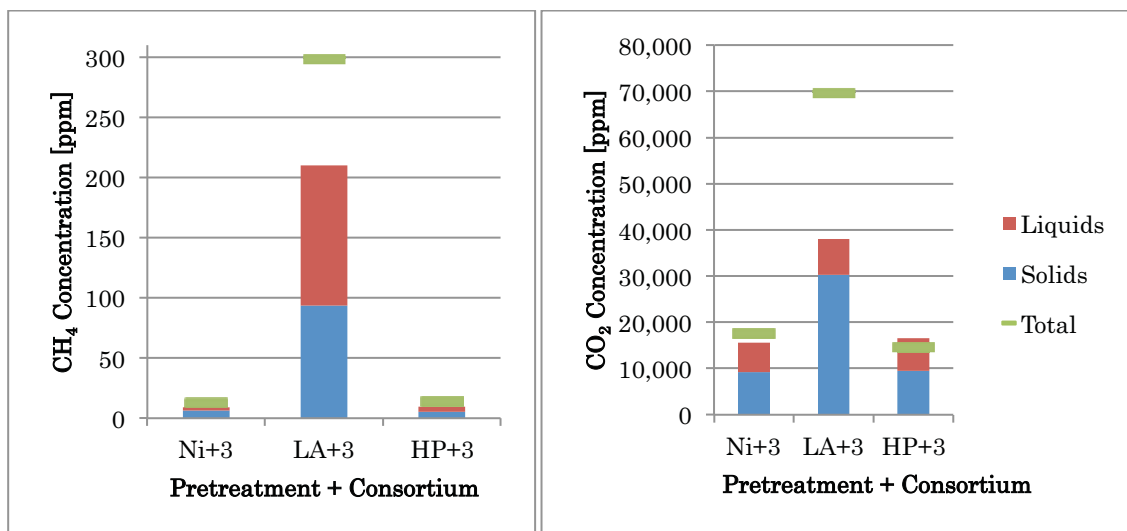 CH₄ Concentration [ppm]
300
250
200
150
100
50
0
Ni+3 LA+3 HP+3
Pretreatment + Consortium
CO₂ Concentration [ppm]
80,000
70,000
60,000
50,000
40,000
30,000
20,000
10,000
0
Ni+3 LA+3 HP+3
Pretreatment + Consortium
Liquids
Solids
Total